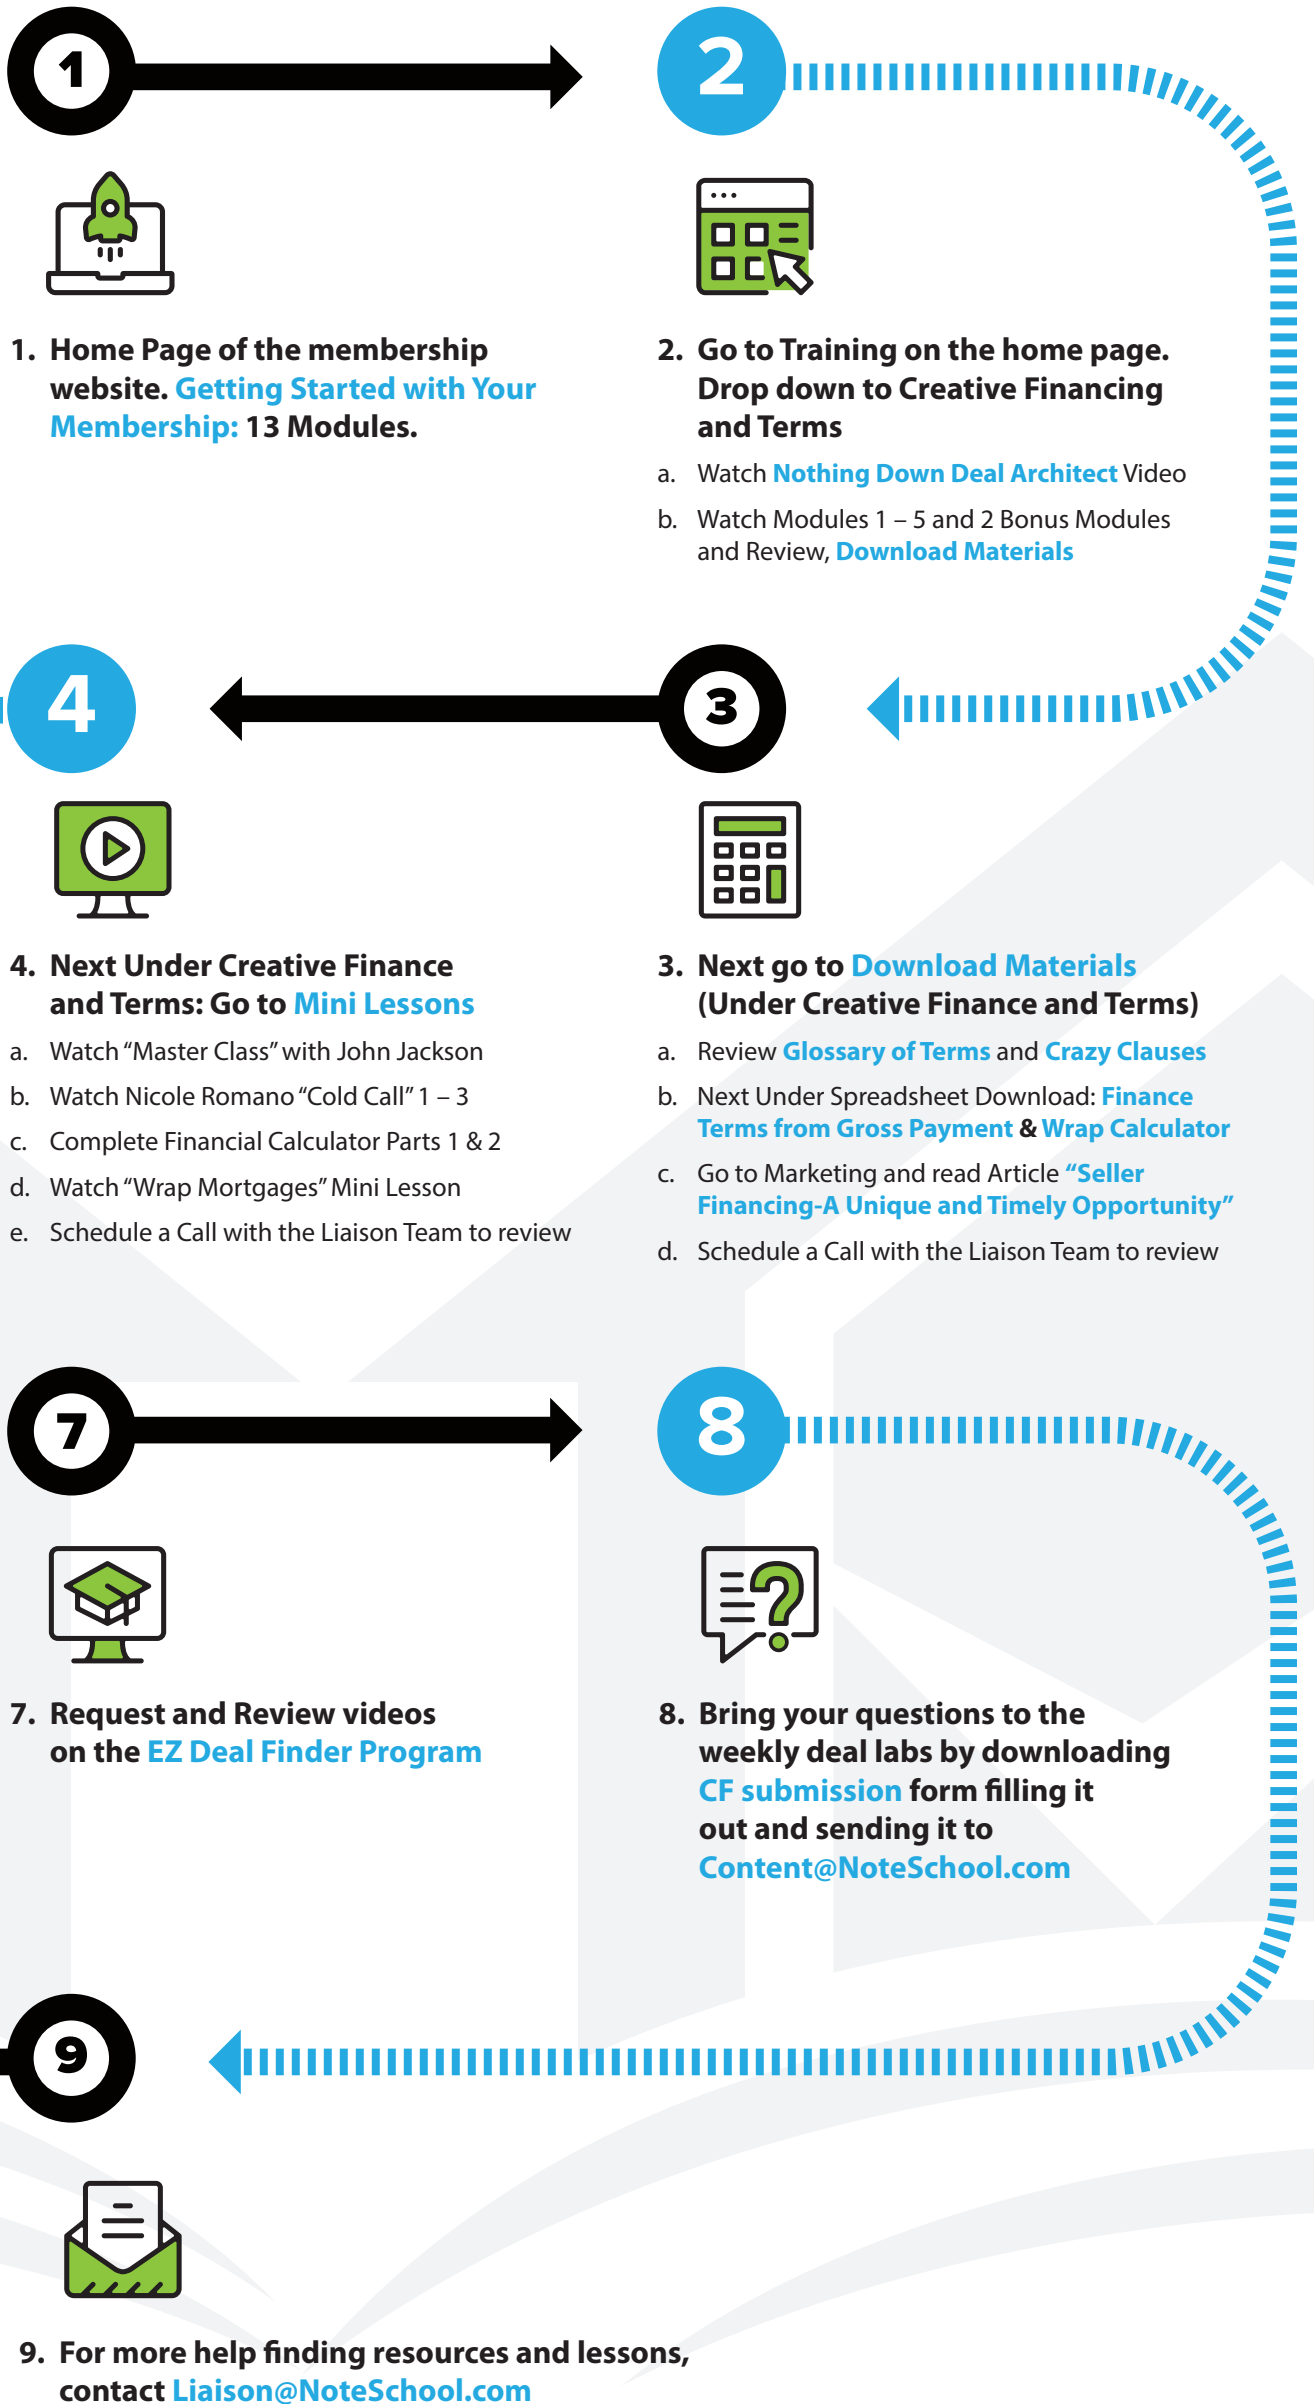 1
2
1. Home Page of the membership
website. Getting Started with Your
Membership: 13 Modules.
2. Go to Training on the home page.
Drop down to Creative Financing
and Terms
a. Watch Nothing Down Deal Architect Video
b. Watch Modules 1 – 5 and 2 Bonus Modules
and Review, Download Materials
4
3
4. Next Under Creative Finance
and Terms: Go to Mini Lessons
a. Watch “Master Class” with John Jackson
b. Watch Nicole Romano “Cold Call” 1 – 3
c. Complete Financial Calculator Parts 1 & 2
d. Watch “Wrap Mortgages” Mini Lesson
e. Schedule a Call with the Liaison Team to review
3. Next go to Download Materials
(Under Creative Finance and Terms)
a. Review Glossary of Terms and Crazy Clauses
b. Next Under Spreadsheet Download: Finance
Terms from Gross Payment & Wrap Calculator
c. Go to Marketing and read Article “Seller
Financing-A Unique and Timely Opportunity”
d. Schedule a Call with the Liaison Team to review
7
8
7. Request and Review videos
on the EZ Deal Finder Program
8. Bring your questions to the
weekly deal labs by downloading
CF submission form filling it
out and sending it to
Content@NoteSchool.com
9
9. For more help finding resources and lessons,
contact Liaison@NoteSchool.com